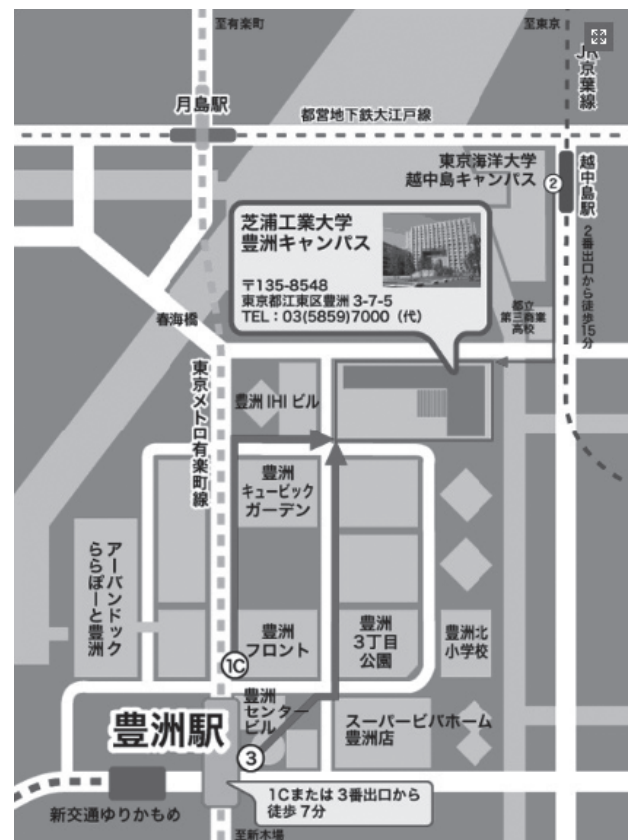 至有楽町
至東京
JR京葉線
月島駅
都営地下鉄大江戸線
東京海洋大学
越中島キャンパス
2
越中島駅
2番出口から徒歩15分
芝浦工業大学
豊洲キャンパス
〒135-8548
東京都江東区豊洲 3-7-5
TEL:03(5859)7000(代)
都立
第三商業
高校
春海橋
東京メトロ有楽町線
豊洲 IHI ビル
豊洲
キュービック
ガーデン
アーバンドック
ららぽーと豊洲
豊洲
フロント
豊洲
3丁目
公園
豊洲北
小学校
1C
豊洲
センター
ビル
豊洲駅
3
スーパービバホーム
豊洲店
1Cまたは 3番出口から
徒歩 7分
新交通ゆりかもめ
至新木場